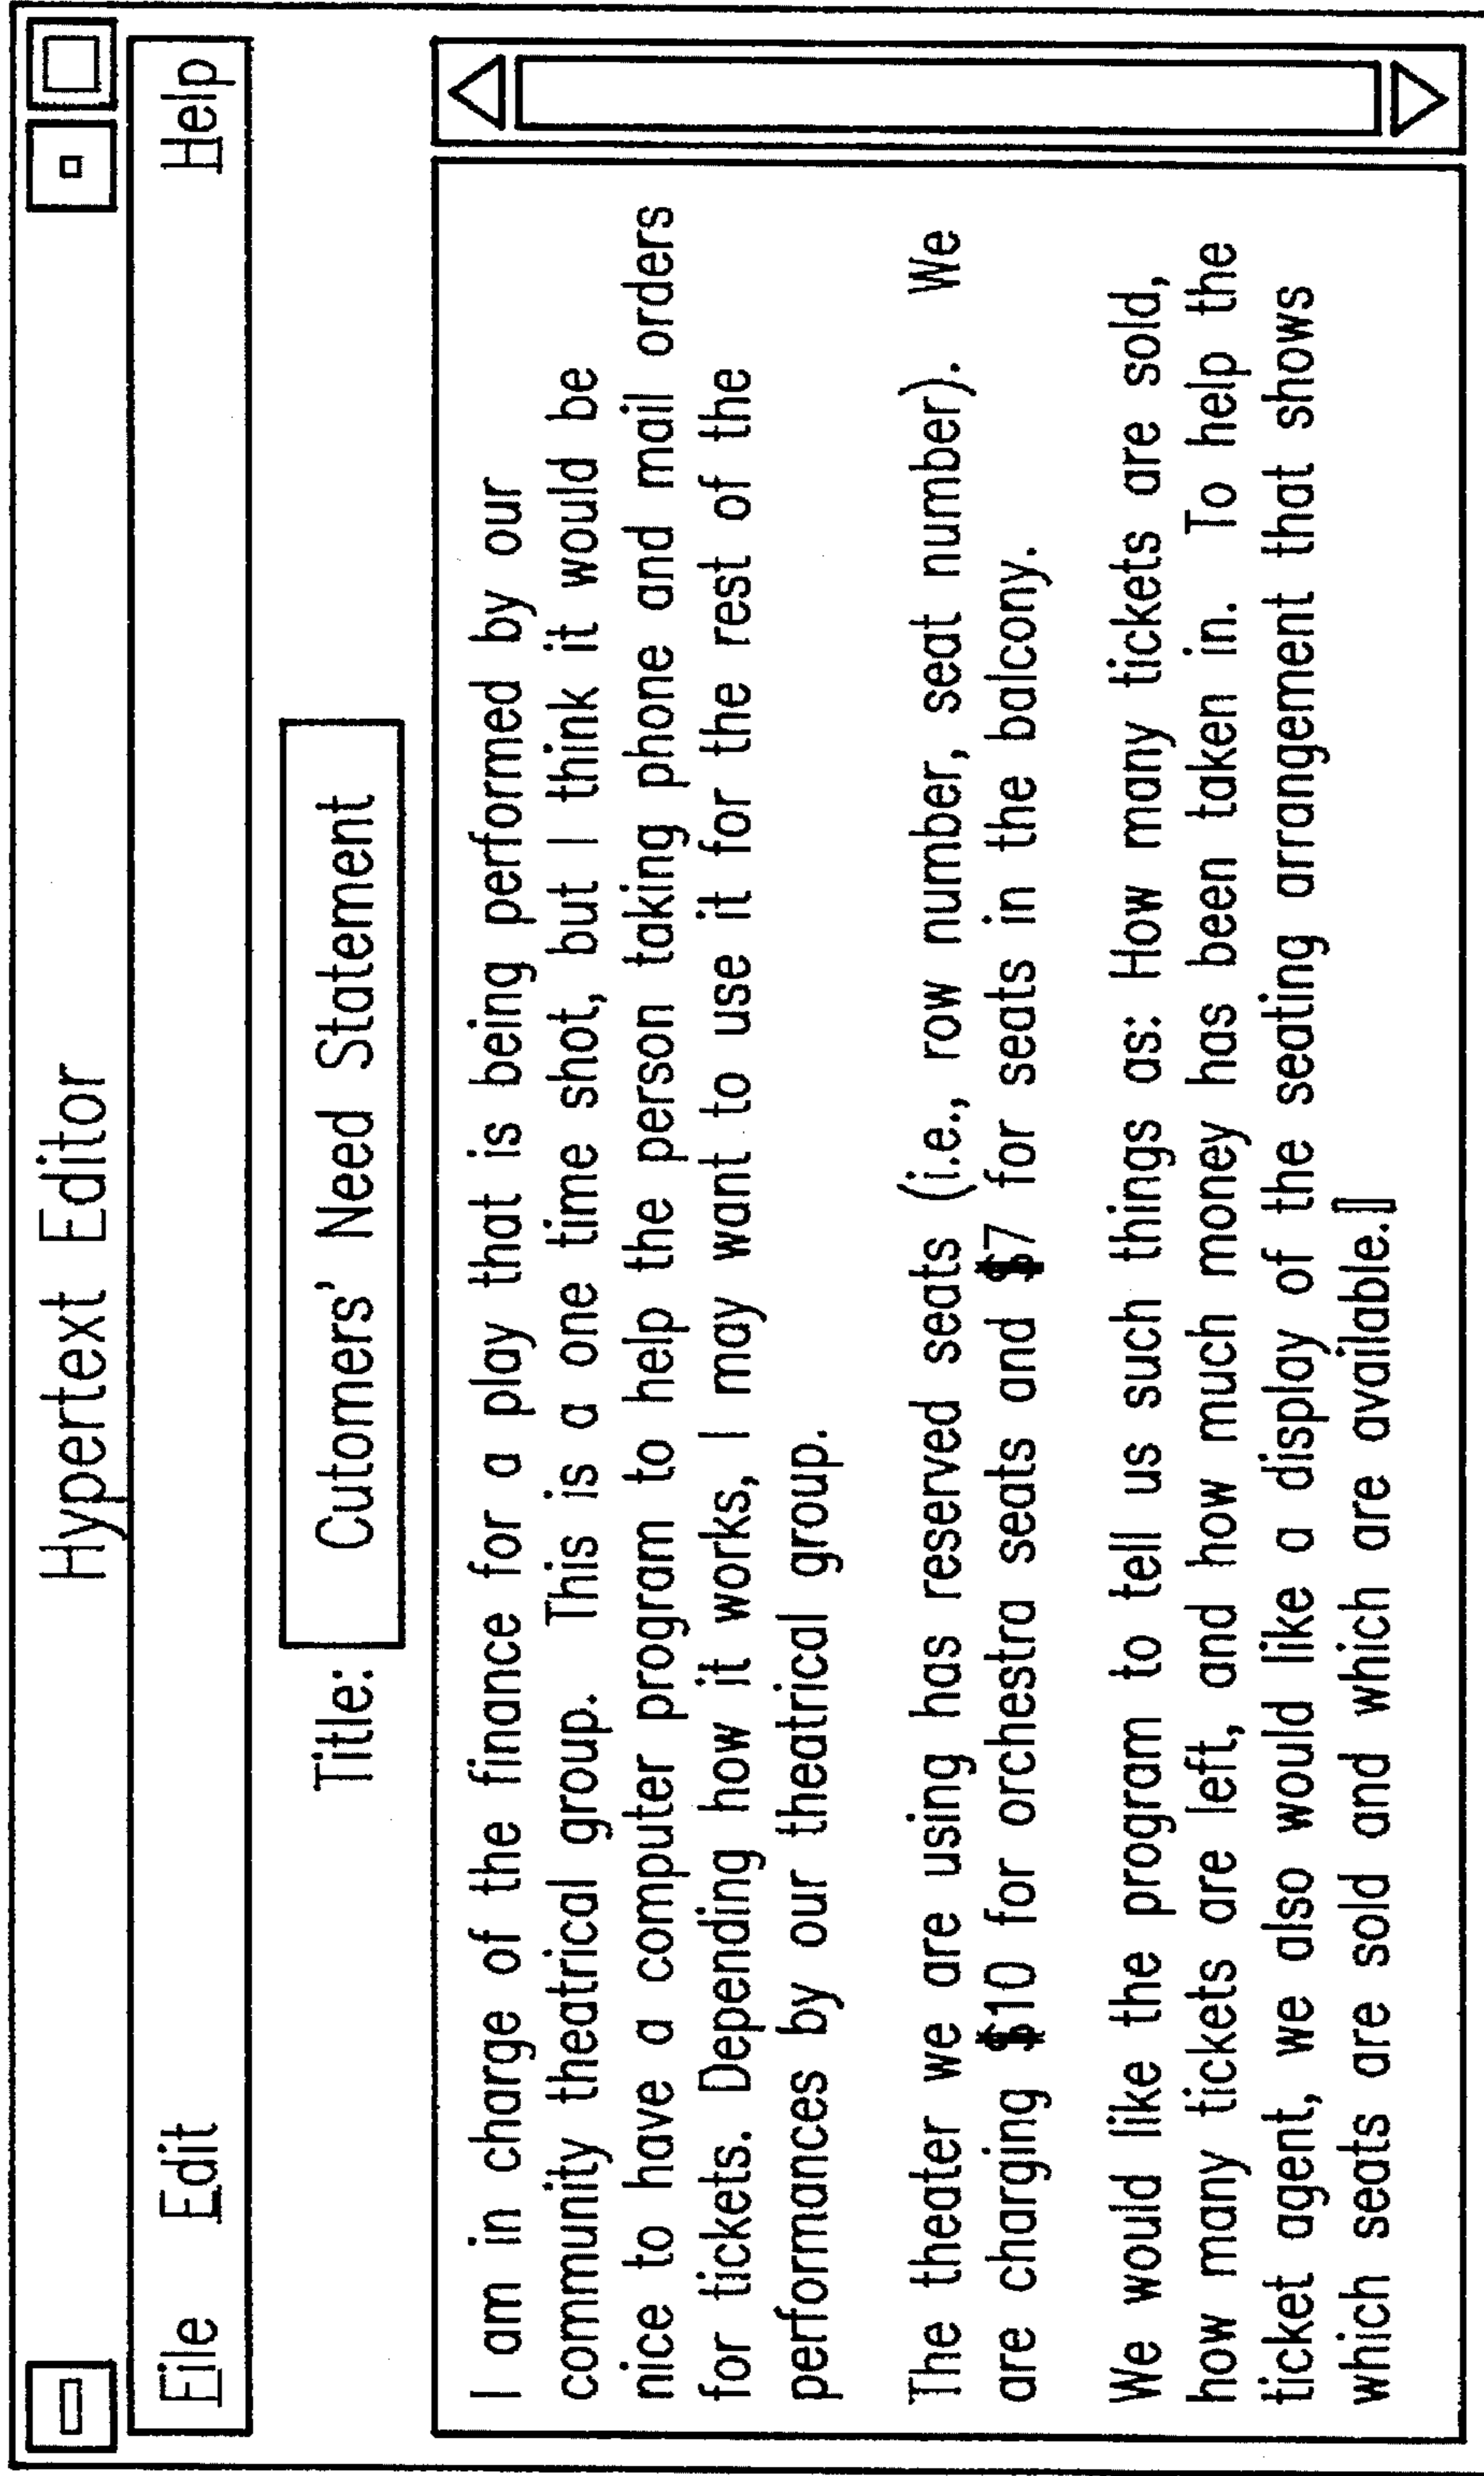 Hypertext Editor
File Edit Help
Title: Cutomers' Need Statement
I am in charge of the finance for a play that is being performed by our
community theatrical group. This is a one time shot, but I think it would be
nice to have a computer program to help the person taking phone and mail orders
for tickets. Depending how it works, I may want to use it for the rest of the
performances by our theatrical group.
The theater we are using has reserved seats (i.e., row number, seat number). We
are charging $10 for orchestra seats and $7 for seats in the balcony.
We would like the program to tell us such things as: How many tickets are sold,
how many tickets are left, and how much money has been taken in. To help the
ticket agent, we also would like a display of the seating arrangement that shows
which seats are sold and which are available.